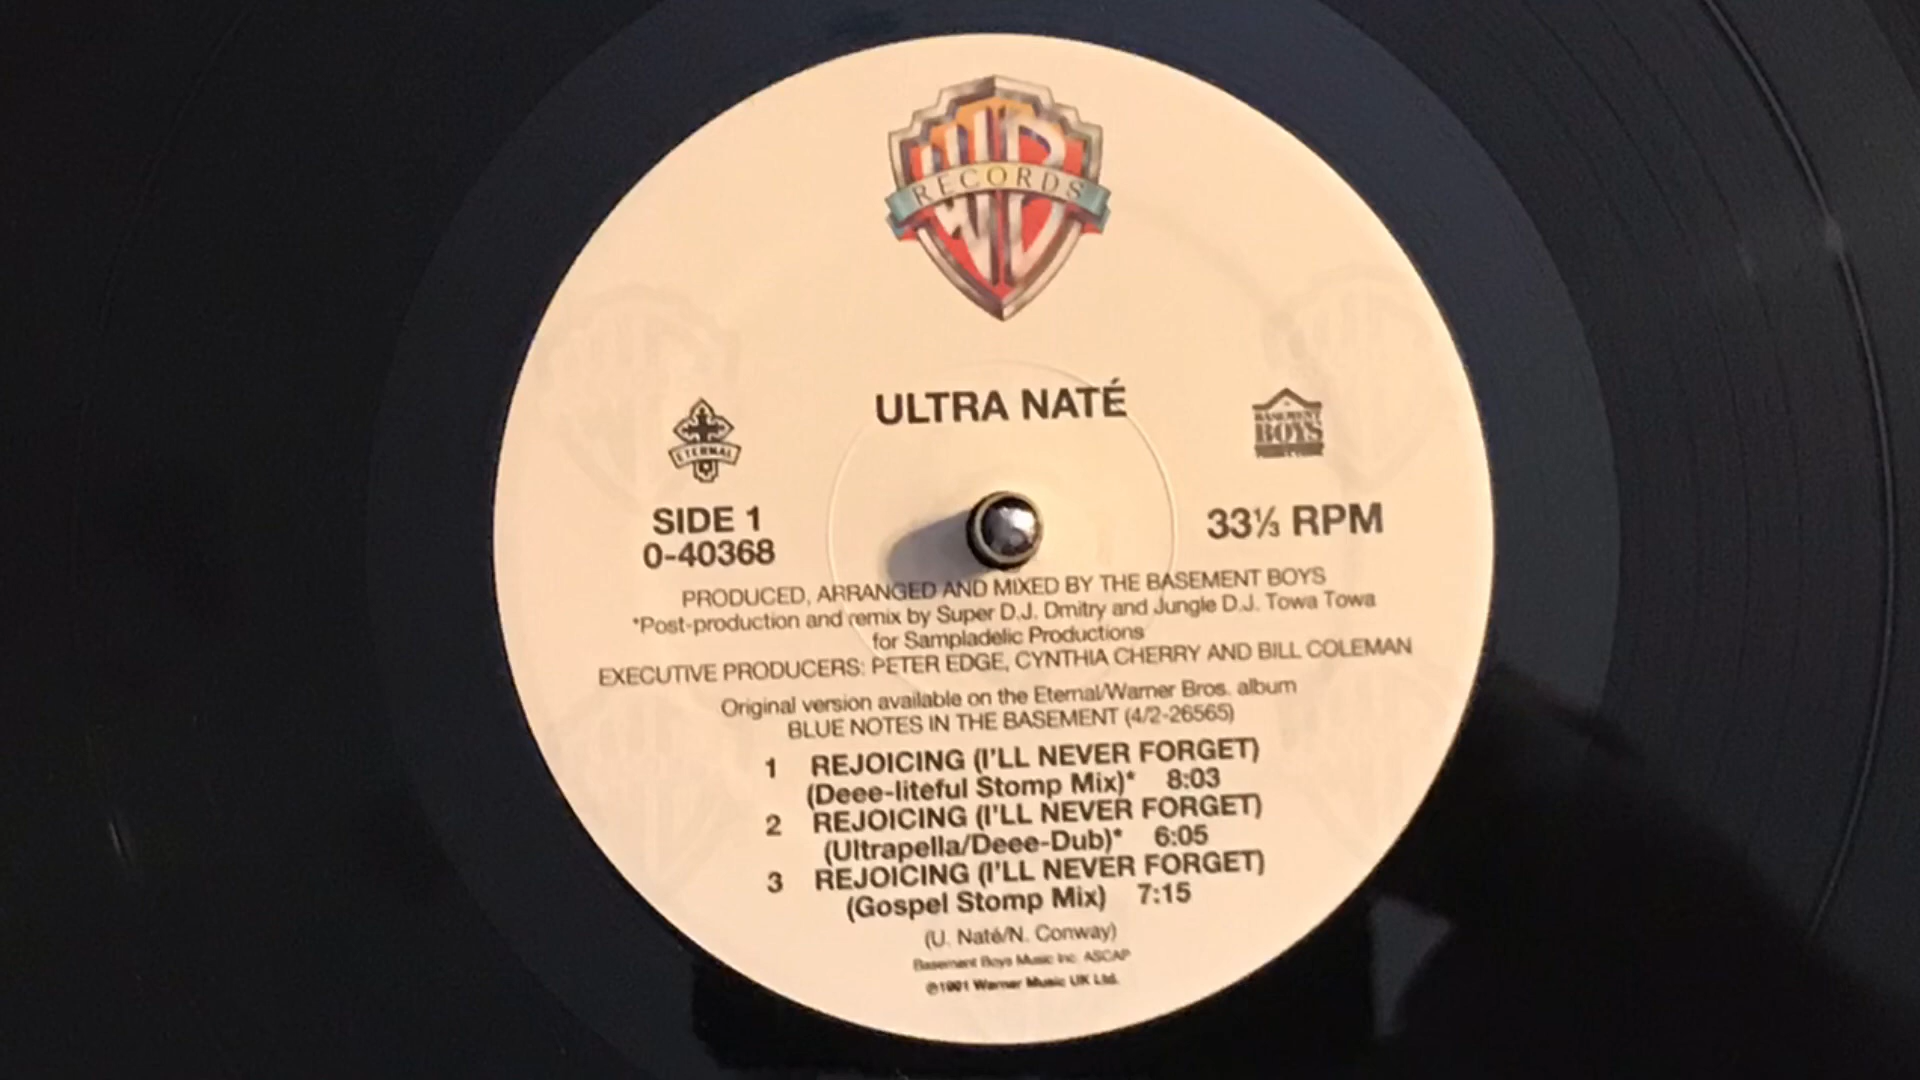 RECORDS
ULTRA NATÉ
ETERNAL
BASEMENT
BOYS
SIDE 1
0-40368
33⅓ RPM
PRODUCED, ARRANGED AND MIXED BY THE BASEMENT BOYS
*Post-production and remix by Super D.J. Dmitry and Jungle D.J. Towa Towa
for Sampladelic Productions
EXECUTIVE PRODUCERS: PETER EDGE, CYNTHIA CHERRY AND BILL COLEMAN
Original version available on the Eternal/Warner Bros. album
BLUE NOTES IN THE BASEMENT (4/2-26565)
1 REJOICING (I'LL NEVER FORGET)
(Deee-liteful Stomp Mix)* 8:03
2 REJOICING (I'LL NEVER FORGET)
(Ultrapella/Deee-Dub)* 6:05
3 REJOICING (I'LL NEVER FORGET)
(Gospel Stomp Mix) 7:15
(U. Naté/N. Conway)
Basement Boys Music Inc. ASCAP
℗1991 Warner Music UK Ltd.